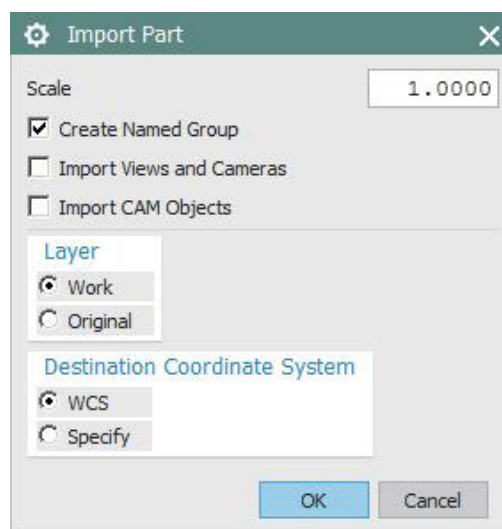 Import Part
Scale 1.0000
Create Named Group
Import Views and Cameras
Import CAM Objects
Layer
Work
Original
Destination Coordinate System
WCS
Specify
OK Cancel